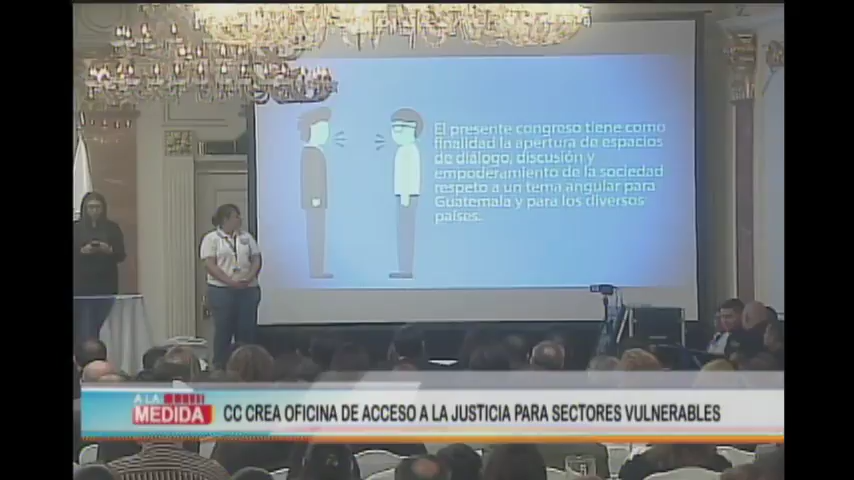 El presente congreso tiene como
finalidad la apertura de espacios
de diálogo, discusión y
empoderamiento de la sociedad
respeto a un tema angular para
Guatemala y para los diversos
países.
A LA
MEDIDA
CC CREA OFICINA DE ACCESO A LA JUSTICIA PARA SECTORES VULNERABLES